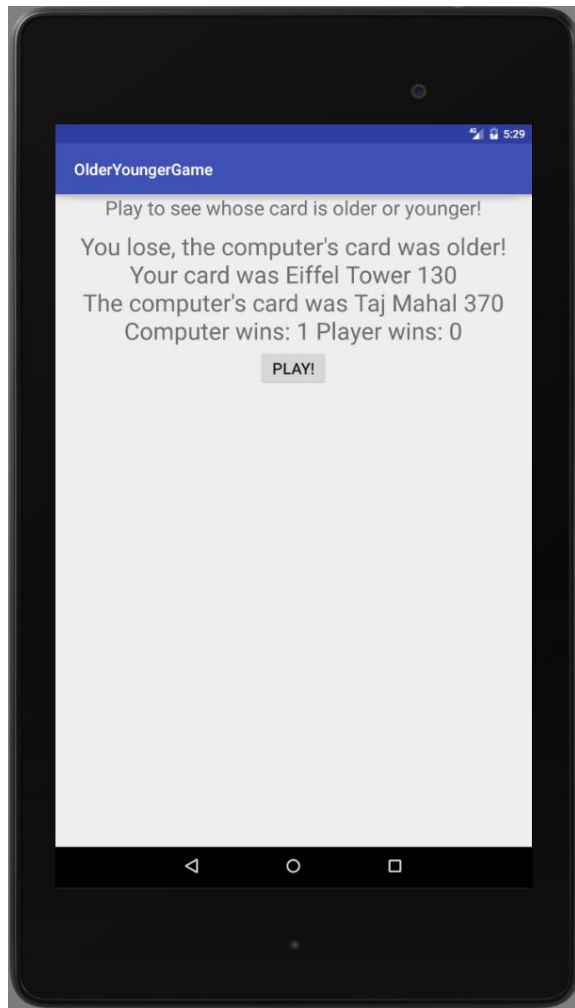 4G 5:29
OlderYoungerGame
Play to see whose card is older or younger!
You lose, the computer's card was older!
Your card was Eiffel Tower 130
The computer's card was Taj Mahal 370
Computer wins: 1 Player wins: 0
PLAY!